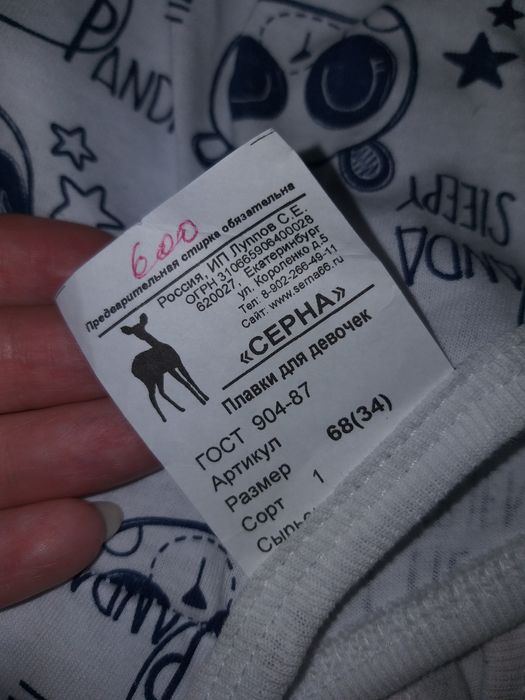 PANDA
SLEEPY
PANDA
600
Предварительная стирка обязательна
Россия, ИП Луппов С.Е.
ОГРН 310665906400028
620027, Екатеринбург
ул. Короленко д.5
Тел: 8-902-266-49-11
Сайт: www.serna66.ru
«СЕРНА»
Плавки для девочек
ГОСТ 904-87
Артикул
Размер 68(34)
Сорт 1
Сырь
PANDA